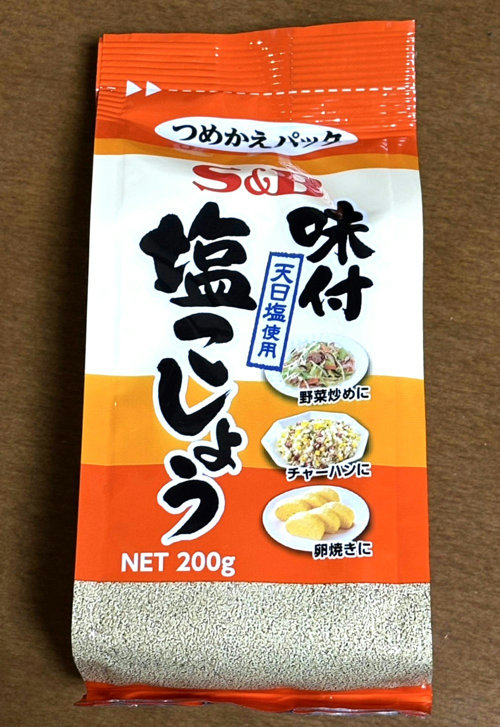 つめかえパック
S&B
味付
塩こしょう
天日塩使用
野菜炒めに
チャーハンに
卵焼きに
NET 200g